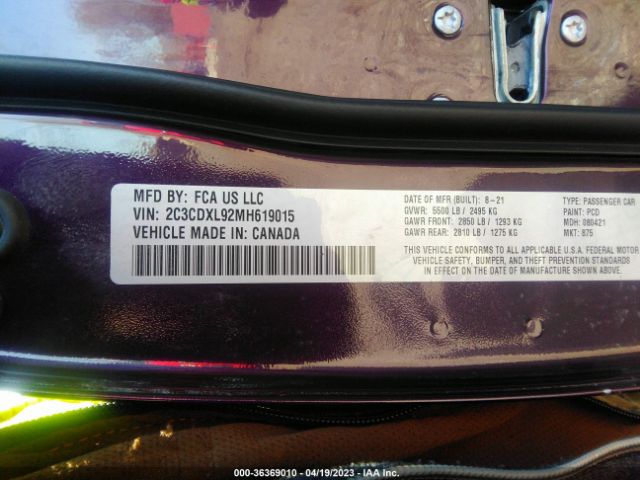 MFD BY: FCA US LLC
VIN: 2C3CDXL92MH619015
VEHICLE MADE IN: CANADA
DATE OF MFR (BUILT): 8-21
GVWR: 5500 LB / 2495 KG
GAWR FRONT: 2850 LB / 1293 KG
GAWR REAR: 2810 LB / 1275 KG
TYPE: PASSENGER CAR
PAINT: PCD
MDH: 080421
MKT: 875
THIS VEHICLE CONFORMS TO ALL APPLICABLE U.S.A. FEDERAL MOTOR
VEHICLE SAFETY, BUMPER, AND THEFT PREVENTION STANDARDS
IN EFFECT ON THE DATE OF MANUFACTURE SHOWN ABOVE.
000-36369010 - 04/19/2023 - IAA Inc.